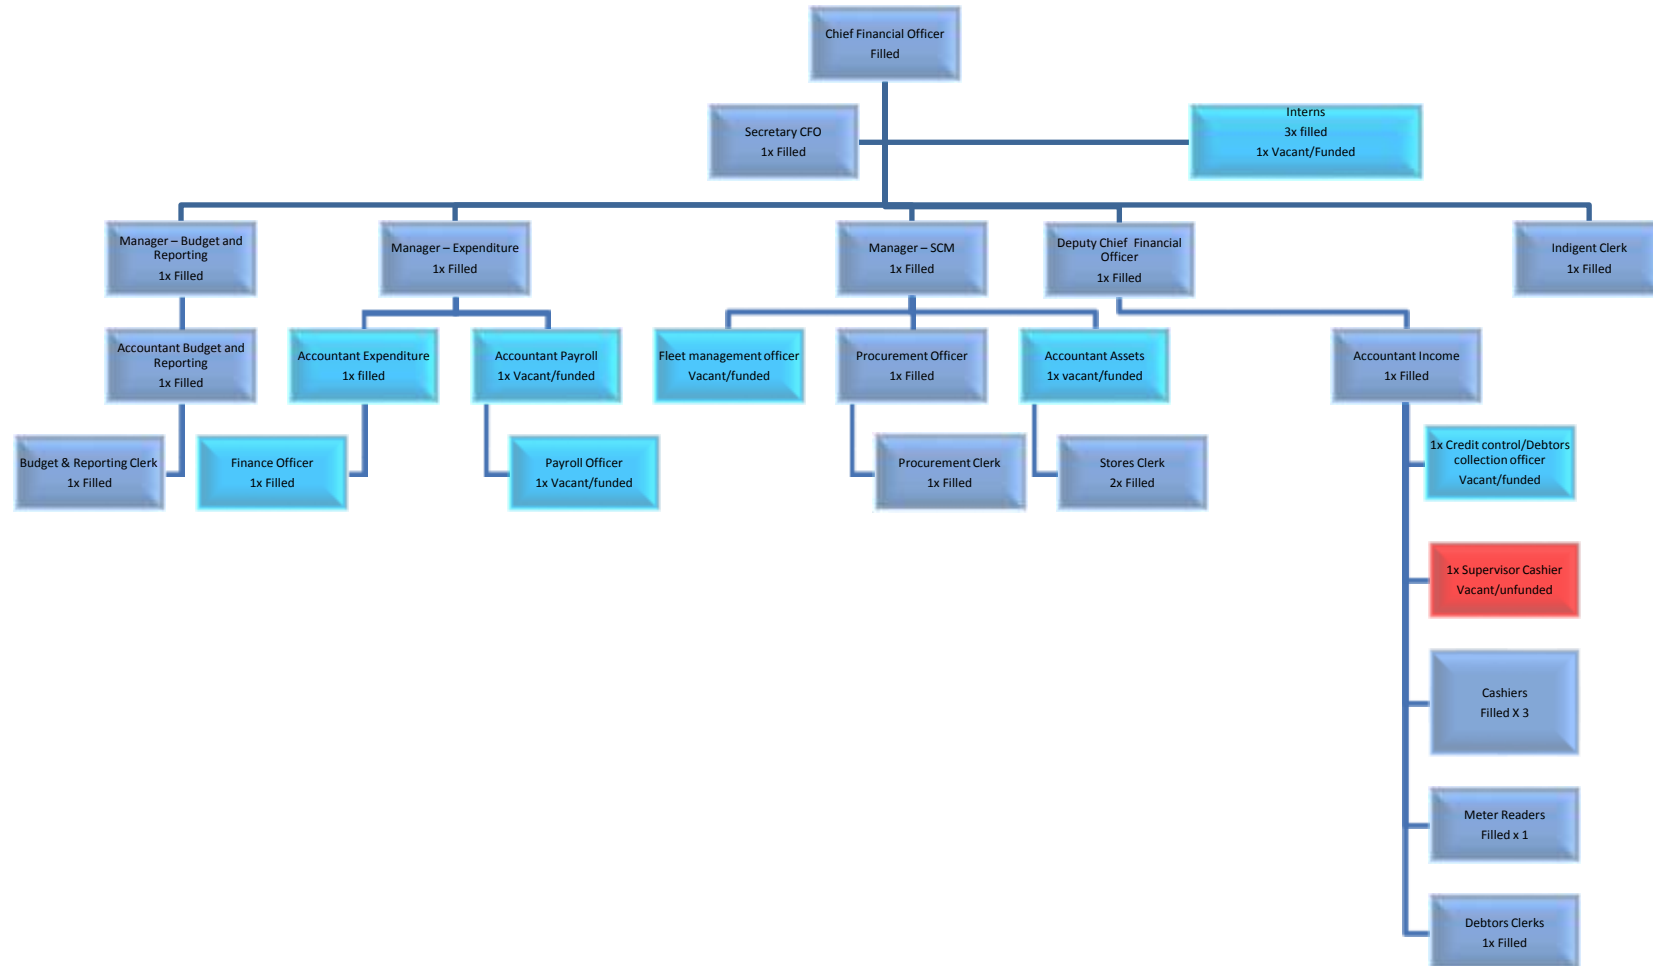 Chief Financial Officer
Filled
Secretary CFO
1x Filled
Interns
3x filled
1x Vacant/Funded
Manager – Budget and
Reporting
1x Filled
Manager – Expenditure
1x Filled
Manager – SCM
1x Filled
Deputy Chief Financial
Officer
1x Filled
Indigent Clerk
1x Filled
Accountant Budget and
Reporting
1x Filled
Accountant Expenditure
1x filled
Accountant Payroll
1x Vacant/funded
Fleet management officer
Vacant/funded
Procurement Officer
1x Filled
Accountant Assets
1x vacant/funded
Accountant Income
1x Filled
Budget & Reporting Clerk
1x Filled
Finance Officer
1x Filled
Payroll Officer
1x Vacant/funded
Procurement Clerk
1x Filled
Stores Clerk
2x Filled
1x Credit control/Debtors
collection officer
Vacant/funded
1x Supervisor Cashier
Vacant/unfunded
Cashiers
Filled X 3
Meter Readers
Filled x 1
Debtors Clerks
1x Filled